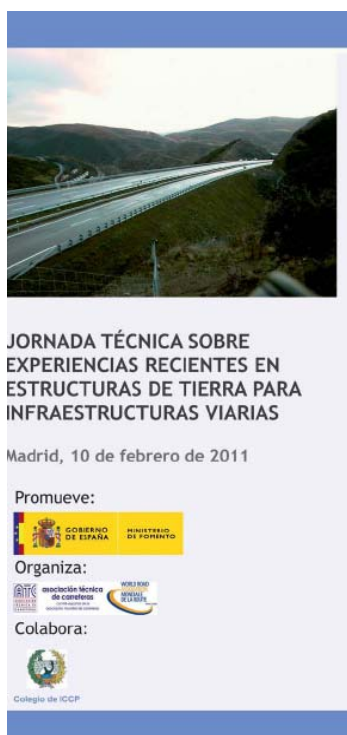 JORNADA TÉCNICA SOBRE
EXPERIENCIAS RECIENTES EN
ESTRUCTURAS DE TIERRA PARA
INFRAESTRUCTURAS VIARIAS
Madrid, 10 de febrero de 2011
Promueve:
GOBIERNO
DE ESPAÑA
MINISTERIO
DE FOMENTO
Organiza:
ATC
asociación técnica
de carreteras
WORLD ROAD
ASSOCIATION
MONDIALE
DE LA ROUTE
Colabora:
Colegio de ICCP